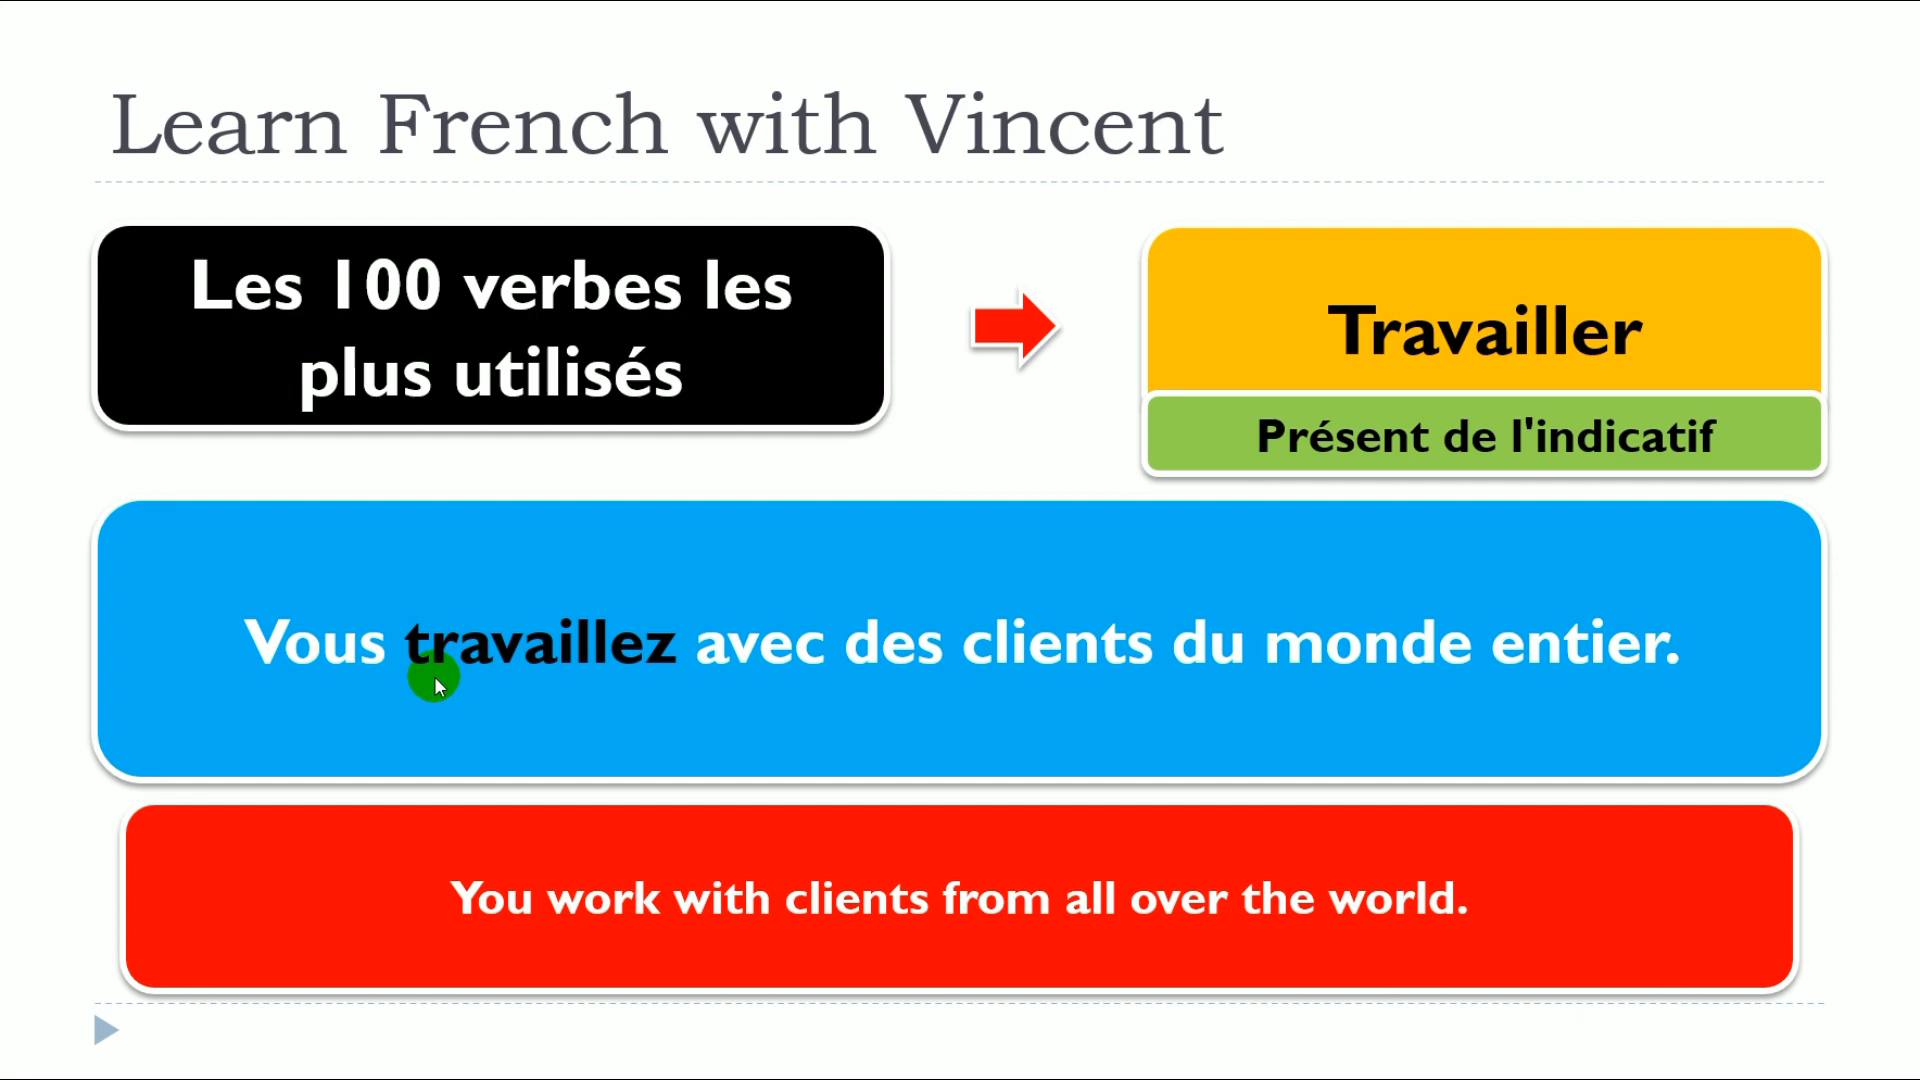 Learn French with Vincent
Les 100 verbes les
plus utilisés
Travailler
Présent de l'indicatif
Vous travaillez avec des clients du monde entier.
You work with clients from all over the world.